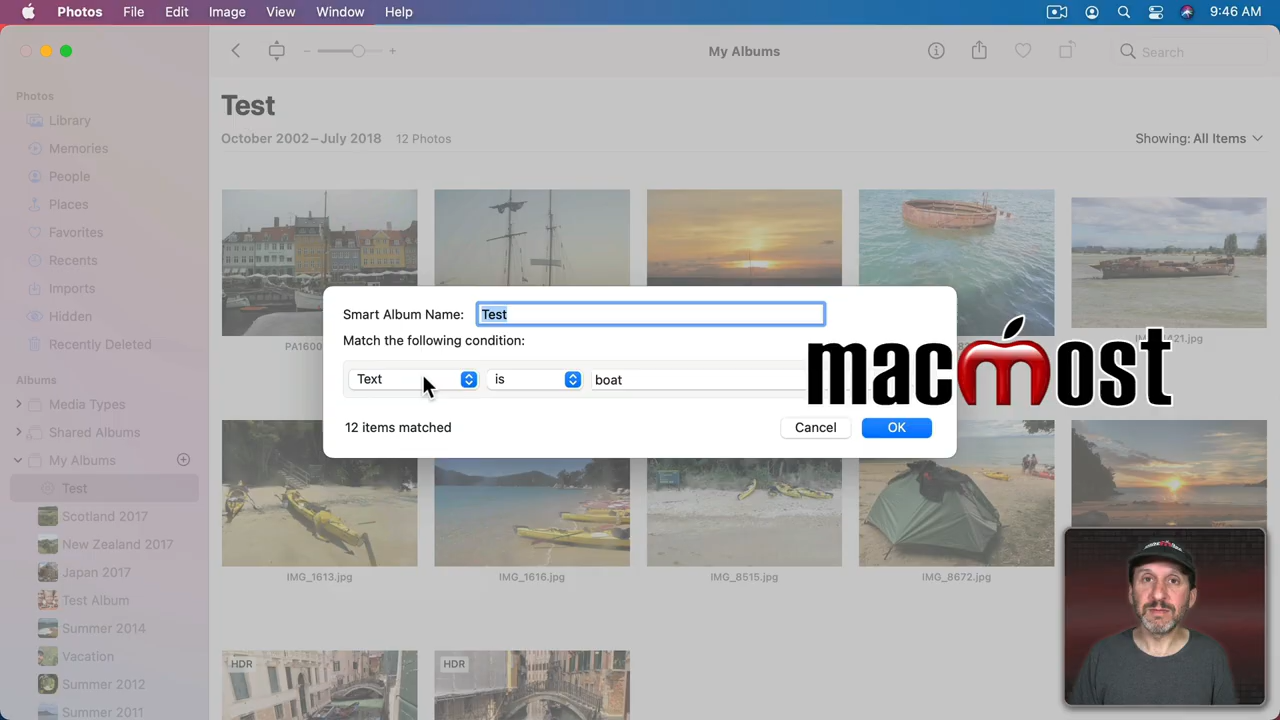 Photos File Edit Image View Window Help 9:46 AM
My Albums
Search
Photos
Library
Memories
People
Places
Favorites
Recents
Imports
Hidden
Recently Deleted
Albums
Media Types
Shared Albums
My Albums
Test
Scotland 2017
New Zealand 2017
Japan 2017
Test Album
Summer 2014
Vacation
Summer 2012
Summer 2011
Test
October 2002–July 2018 12 Photos
Showing: All Items
Smart Album Name: Test
Match the following condition:
Text is boat
12 items matched
Cancel OK
macmost
IMG_1613.jpg IMG_1616.jpg IMG_8515.jpg IMG_8672.jpg
HDR HDR